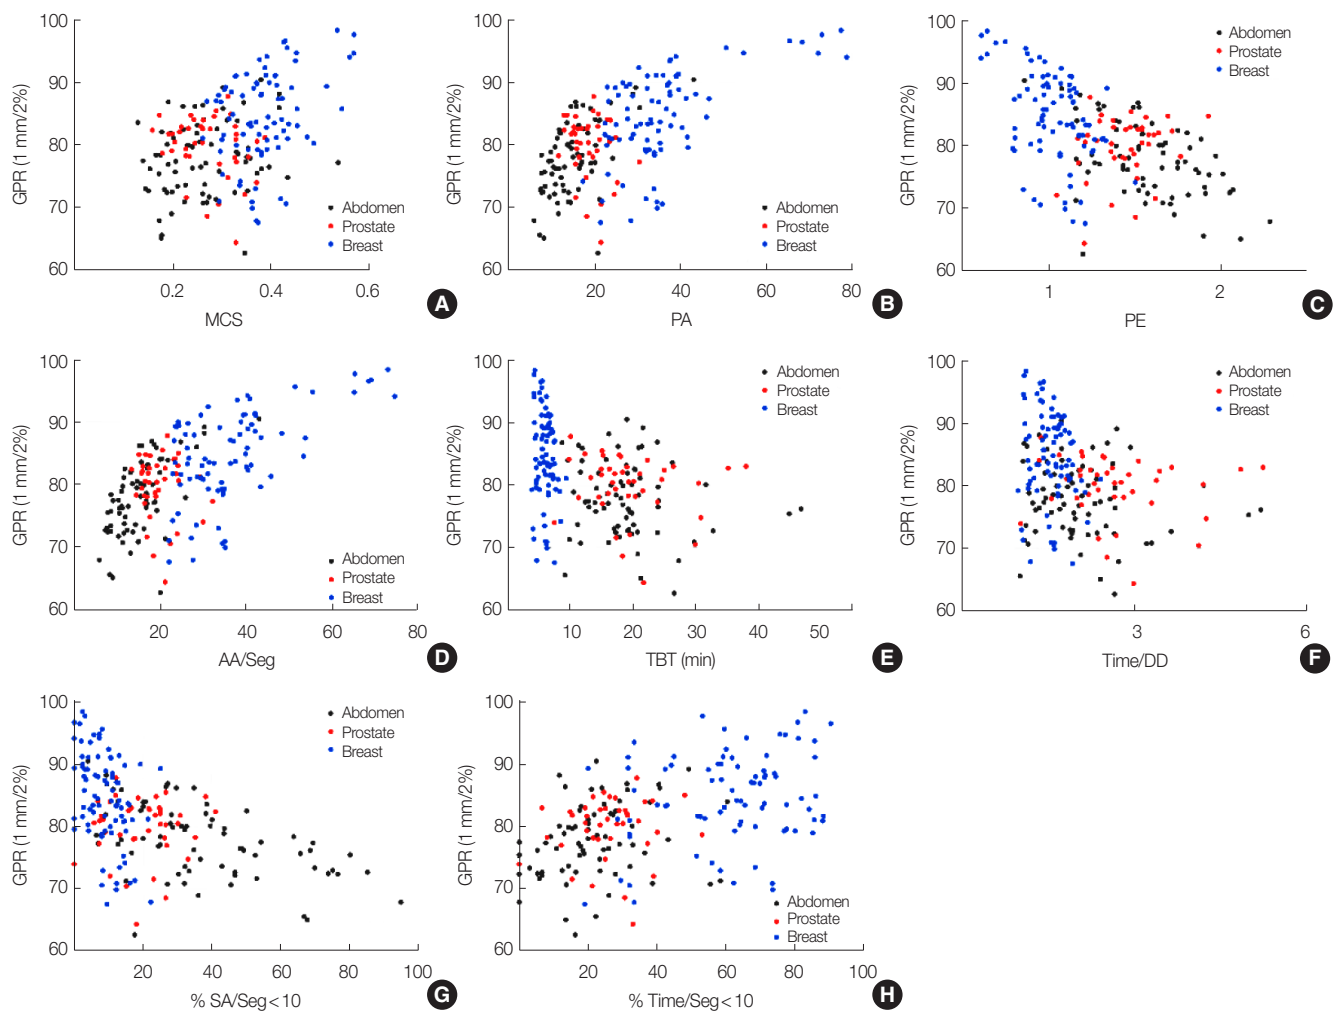 100
90
80
70
60
GPR (1 mm/2%)
0.2 0.4 0.6
MCS
Abdomen
Prostate
Breast
A
100
90
80
70
60
GPR (1 mm/2%)
20 40 60 80
PA
Abdomen
Prostate
Breast
B
100
90
80
70
60
GPR (1 mm/2%)
1 2
PE
Abdomen
Prostate
Breast
C
100
90
80
70
60
GPR (1 mm/2%)
20 40 60 80
AA/Seg
Abdomen
Prostate
Breast
D
100
90
80
70
60
GPR (1 mm/2%)
10 20 30 40 50
TBT (min)
Abdomen
Prostate
Breast
E
100
90
80
70
60
GPR (1 mm/2%)
3 6
Time/DD
Abdomen
Prostate
Breast
F
100
90
80
70
60
GPR (1 mm/2%)
20 40 60 80 100
% SA/Seg<10
Abdomen
Prostate
Breast
G
100
90
80
70
60
GPR (1 mm/2%)
20 40 60 80 100
% Time/Seg<10
Abdomen
Prostate
Breast
H